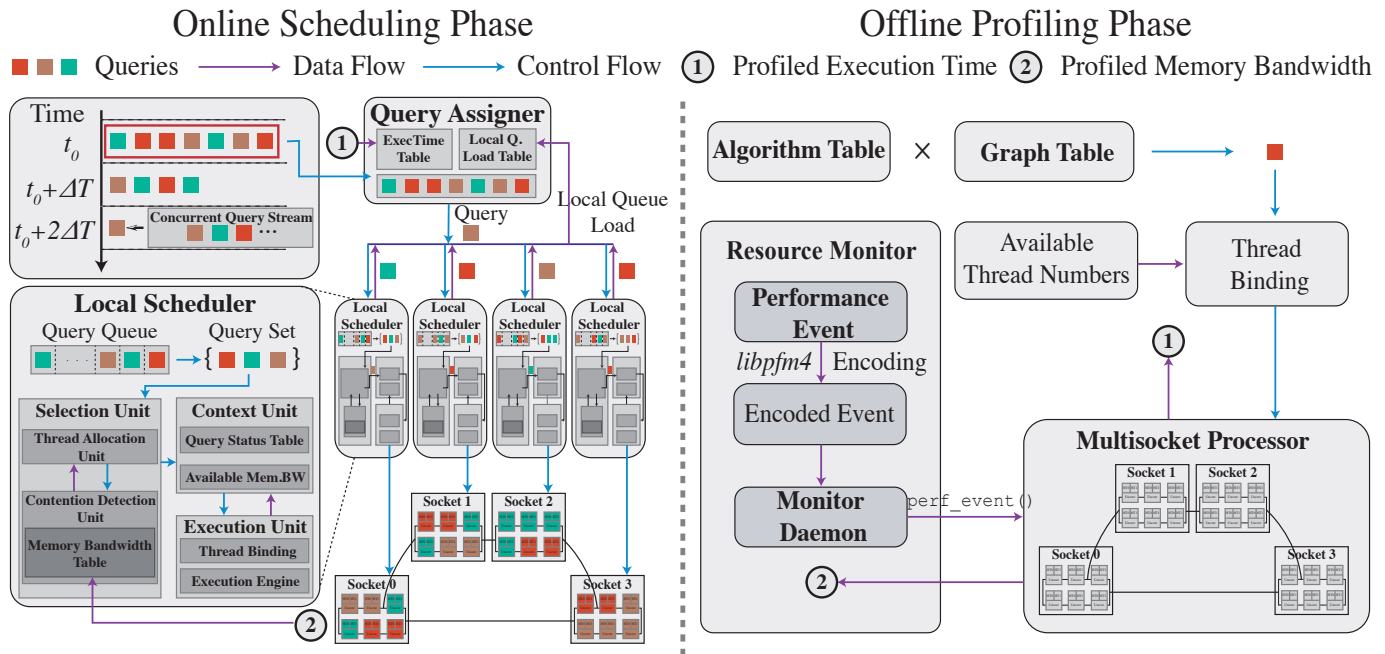 Online Scheduling Phase
Offline Profiling Phase
Queries
Data Flow
Control Flow
1 Profiled Execution Time
2 Profiled Memory Bandwidth
Time
t0
t0+ΔT
t0+2ΔT
Concurrent Query Stream
...
Query Assigner
1
ExecTime
Table
Local Q.
Load Table
Query
Local Queue
Load
Local Scheduler
Query Queue
Query Set
. . .
{ }
Selection Unit
Thread Allocation
Unit
Contention Detection
Unit
Memory Bandwidth
Table
Context Unit
Query Status Table
Available Mem.BW
Execution Unit
Thread Binding
Execution Engine
2
Local
Scheduler
Local
Scheduler
Local
Scheduler
Local
Scheduler
Socket 1
Socket 2
Socket 0
Socket 3
Algorithm Table
×
Graph Table
Resource Monitor
Performance
Event
libpfm4 Encoding
Encoded Event
Monitor
Daemon
perf_event()
2
Available
Thread Numbers
Thread
Binding
1
Multisocket Processor
Socket 1
Socket 2
Socket 0
Socket 3